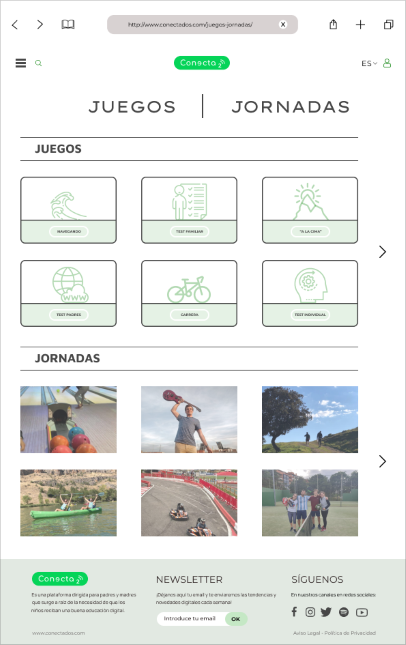 http://www.conectados.com/juegos-jornadas/
X
Conecta
ES
JUEGOS
JORNADAS
JUEGOS
NAVEGANDO
TEST FAMILIAR
"A LA CIMA"
WWW
TEST PADRES
CARRERA
TEST INDIVIDUAL
JORNADAS
Conecta
Es una plataforma dirigida para padres y madres
que surge a raíz de la necesidad de que los
niños reciban una buena educación digital.
www.conectados.com
NEWSLETTER
¡Déjanos aquí tu email y te enviaremos las tendencias y
novedades digitales cada semana!
Introduce tu email
OK
SÍGUENOS
En nuestros canales en redes sociales
Aviso Legal - Política de Privacidad